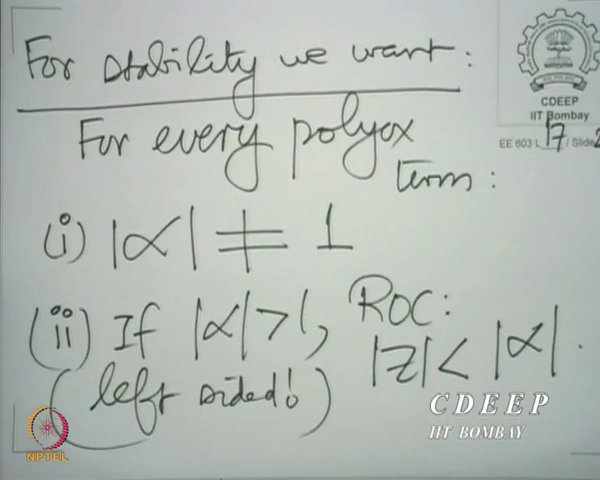 For stability we want:
CDEEP
IIT Bombay
EE 603 L 17 / Slide 2
For every polyex
term:
(i) |α| ≠ 1
(ii) If |α|>1, ROC:
|z| < |α|.
(left sided!)
CDEEP
IIT BOMBAY
NPTEL